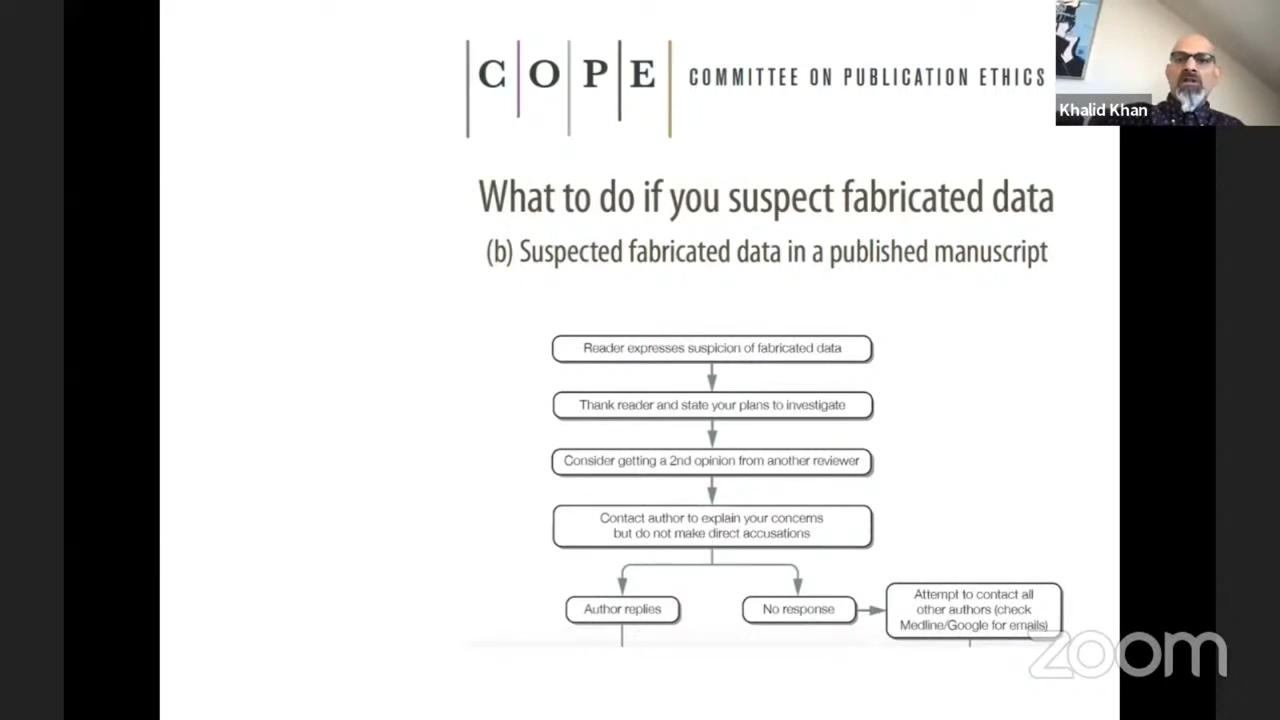 COPE COMMITTEE ON PUBLICATION ETHICS
Khalid Khan
What to do if you suspect fabricated data
(b) Suspected fabricated data in a published manuscript
Reader expresses suspicion of fabricated data
Thank reader and state your plans to investigate
Consider getting a 2nd opinion from another reviewer
Contact author to explain your concerns
but do not make direct accusations
Author replies
No response
Attempt to contact all
other authors (check
Medline/Google for emails)
zoom